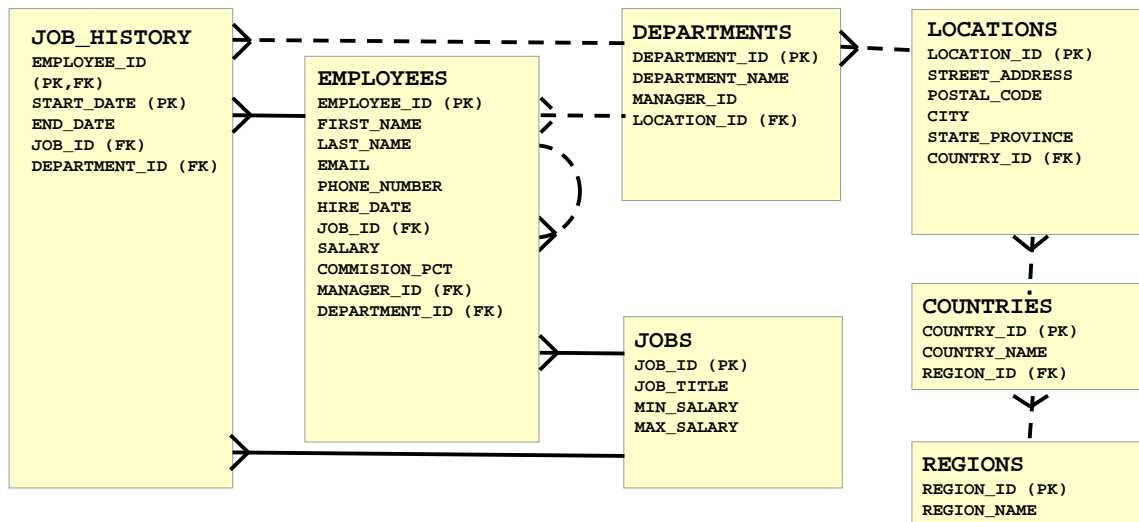 JOB_HISTORY
EMPLOYEE_ID
(PK,FK)
START_DATE (PK)
END_DATE
JOB_ID (FK)
DEPARTMENT_ID (FK)
EMPLOYEES
EMPLOYEE_ID (PK)
FIRST_NAME
LAST_NAME
EMAIL
PHONE_NUMBER
HIRE_DATE
JOB_ID (FK)
SALARY
COMMISION_PCT
MANAGER_ID (FK)
DEPARTMENT_ID (FK)
DEPARTMENTS
DEPARTMENT_ID (PK)
DEPARTMENT_NAME
MANAGER_ID
LOCATION_ID (FK)
JOBS
JOB_ID (PK)
JOB_TITLE
MIN_SALARY
MAX_SALARY
LOCATIONS
LOCATION_ID (PK)
STREET_ADDRESS
POSTAL_CODE
CITY
STATE_PROVINCE
COUNTRY_ID (FK)
COUNTRIES
COUNTRY_ID (PK)
COUNTRY_NAME
REGION_ID (FK)
REGIONS
REGION_ID (PK)
REGION_NAME